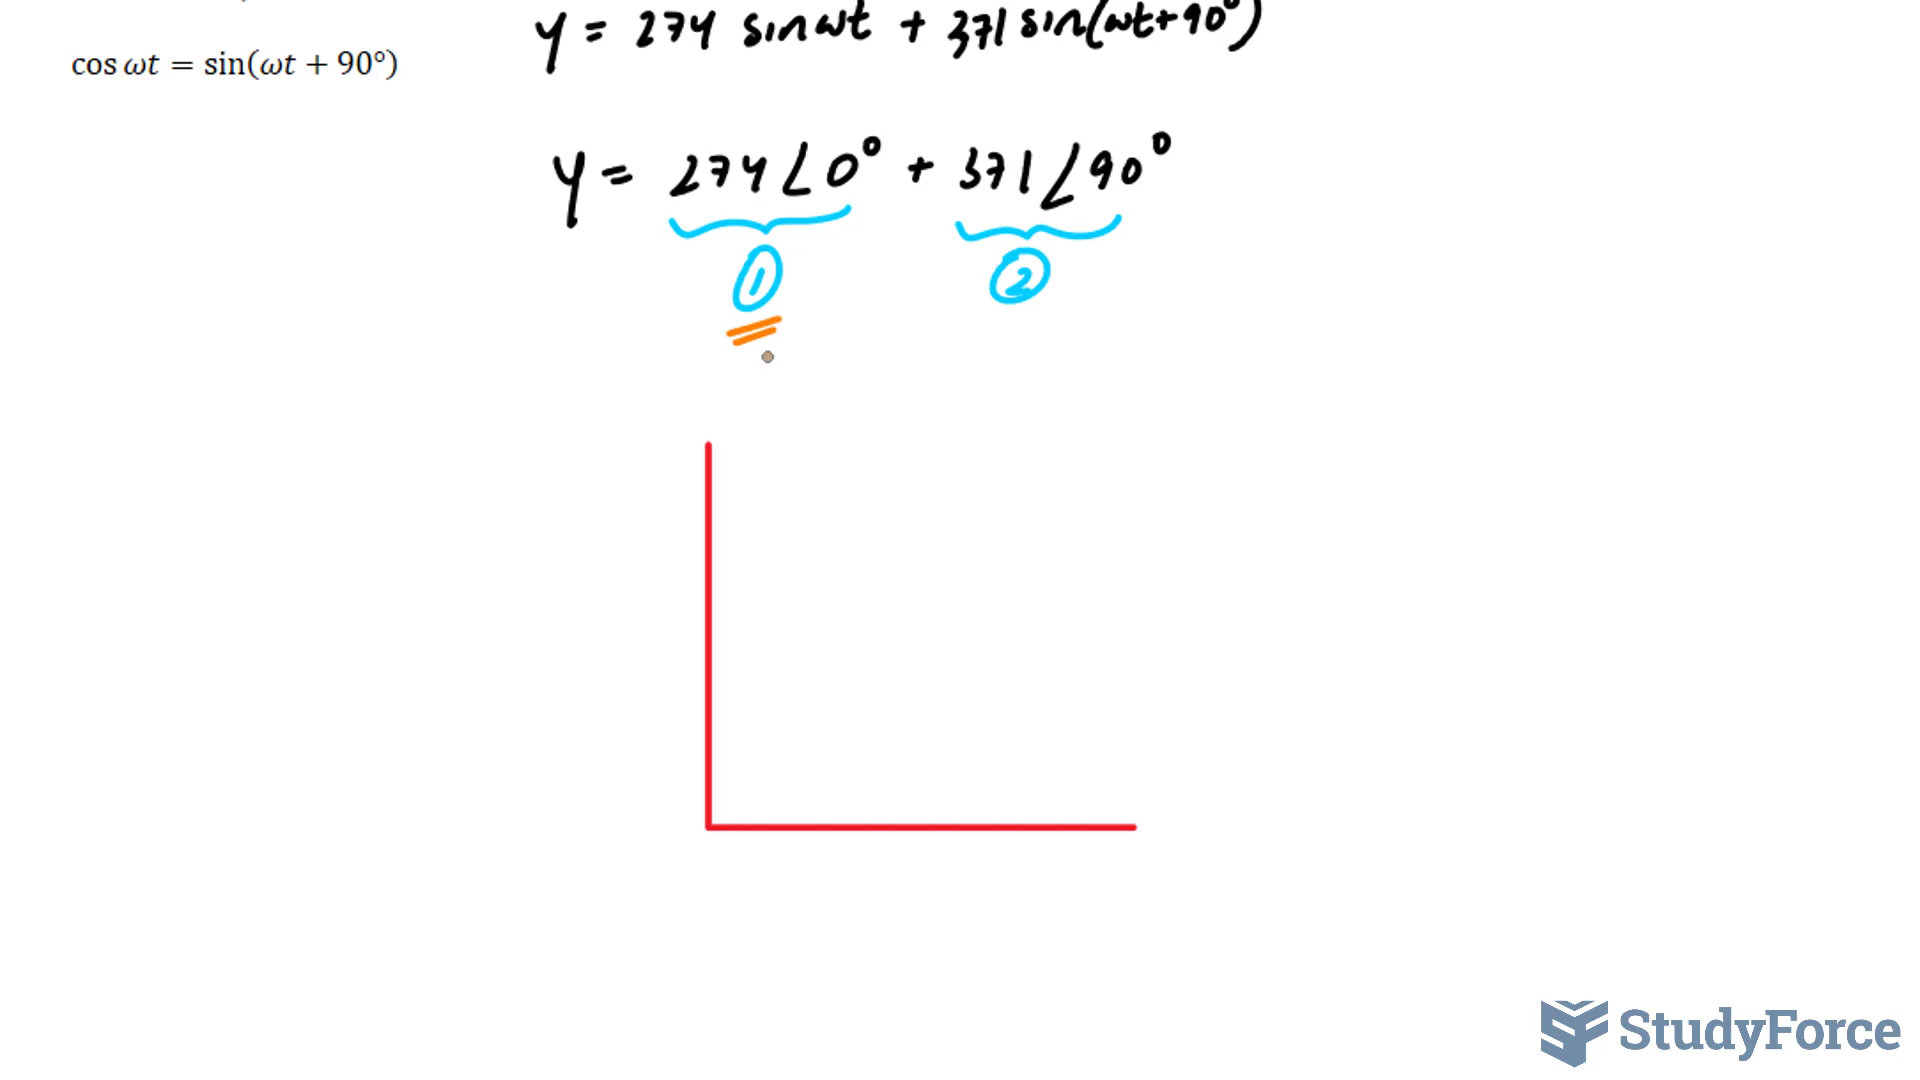 y = 274 sin ωt + 371 sin(ωt+90°)
cos ωt = sin(ωt + 90°)
y = 274∠0° + 371∠90°
① ②
StudyForce